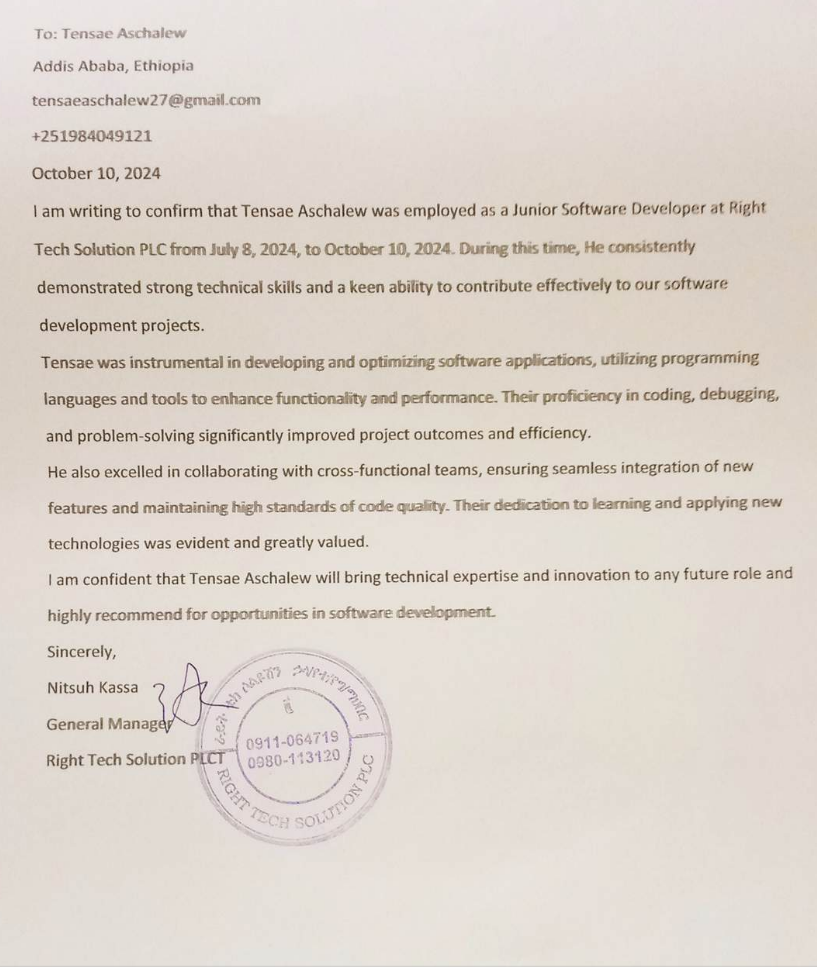 To: Tensae Aschalew
Addis Ababa, Ethiopia
tensaeaschalew27@gmail.com
+251984049121
October 10, 2024
I am writing to confirm that Tensae Aschalew was employed as a Junior Software Developer at Right
Tech Solution PLC from July 8, 2024, to October 10, 2024. During this time, He consistently
demonstrated strong technical skills and a keen ability to contribute effectively to our software
development projects.
Tensae was instrumental in developing and optimizing software applications, utilizing programming
languages and tools to enhance functionality and performance. Their proficiency in coding, debugging,
and problem-solving significantly improved project outcomes and efficiency.
He also excelled in collaborating with cross-functional teams, ensuring seamless integration of new
features and maintaining high standards of code quality. Their dedication to learning and applying new
technologies was evident and greatly valued.
I am confident that Tensae Aschalew will bring technical expertise and innovation to any future role and
highly recommend for opportunities in software development.
Sincerely,
Nitsuh Kassa
General Manager
Right Tech Solution PLCT
ራይት ቴክ ሶሉሽን
0911-064719
0980-113120
RIGHT TECH SOLUTION PLC